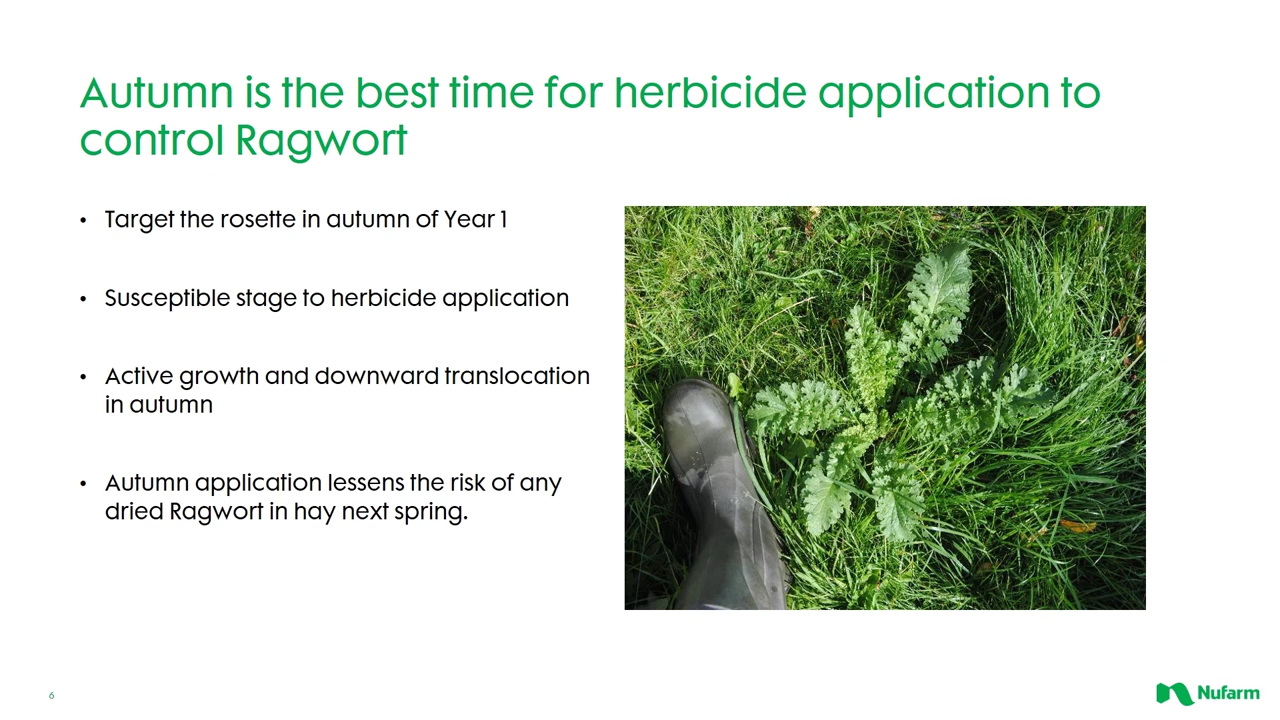 Autumn is the best time for herbicide application to
control Ragwort
• Target the rosette in autumn of Year 1
• Susceptible stage to herbicide application
• Active growth and downward translocation
in autumn
• Autumn application lessens the risk of any
dried Ragwort in hay next spring.
6
Nufarm